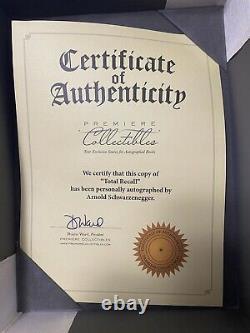 Certificate
of
Authenticity
PREMIERE
Collectibles
Your Exclusive Source for Autographed Books
We certify that this copy of
"Total Recall"
has been personally autographed by
Arnold Schwarzenegger.
PREMIERE COLLECTIBLES